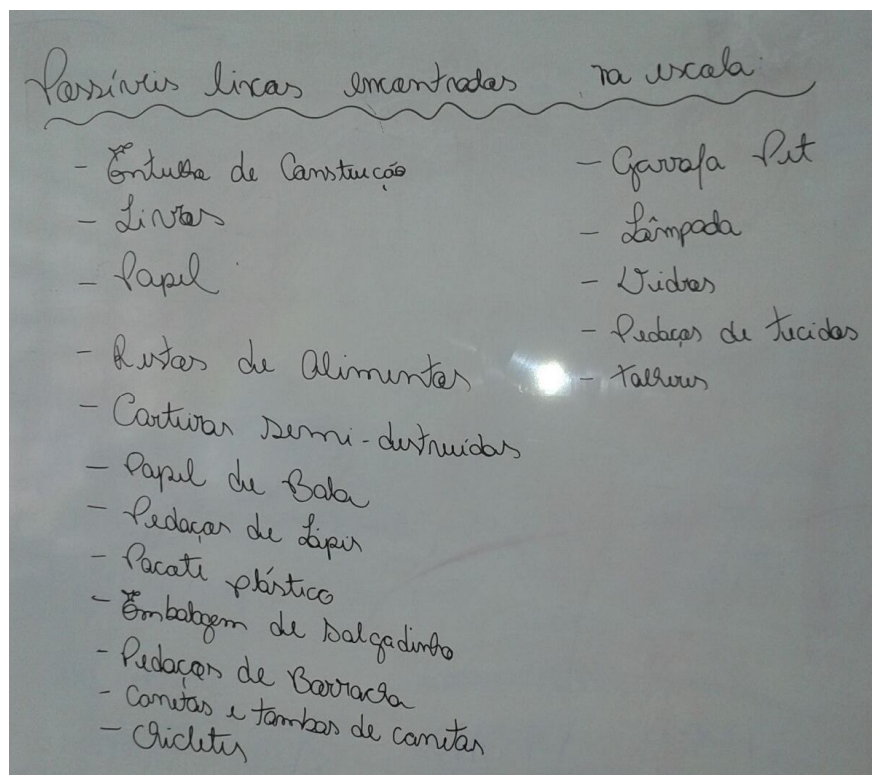 Possíveis lixos encontrados na escola:
- Entulho de Construção
- Livros
- Papel
- Restos de alimentos
- Carteiras semi-destruídas
- Papel de Bala
- Pedaços de Lápis
- Pacote plástico
- Embalagem de salgadinho
- Pedaços de Borracha
- Canetas e tambas de canetas
- Chicletes
- Garrafa Pet
- Lâmpada
- Vidros
- Pedaços de tecidos
- talheres